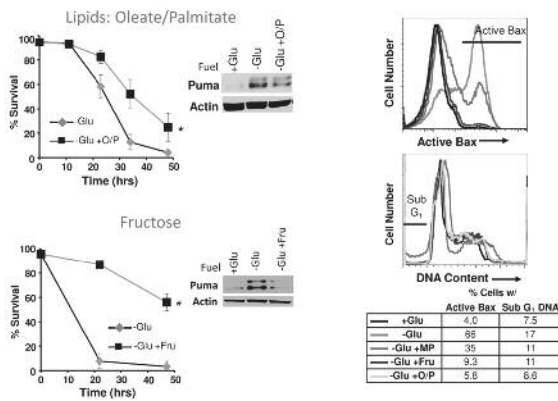 Lipids: Oleate/Palmitate
100
80
60
40
20
0
% Survival
-Glu
-Glu +O/P
*
0 10 20 30 40 50
Time (hrs)
Fuel
+Glu
-Glu
-Glu +O/P
Puma
Actin
Fructose
100
80
60
40
20
0
% Survival
-Glu
-Glu +Fru
*
0 10 20 30 40 50
Time (hrs)
Fuel
+Glu
-Glu
-Glu +Fru
Puma
Actin
Cell Number
Active Bax
Active Bax
Cell Number
Sub
G1
DNA Content
% Cells w/
Active Bax Sub G1 DNA
+Glu 4.0 7.5
-Glu 66 17
-Glu +MP 35 11
-Glu +Fru 9.3 11
-Glu +O/P 5.6 8.6